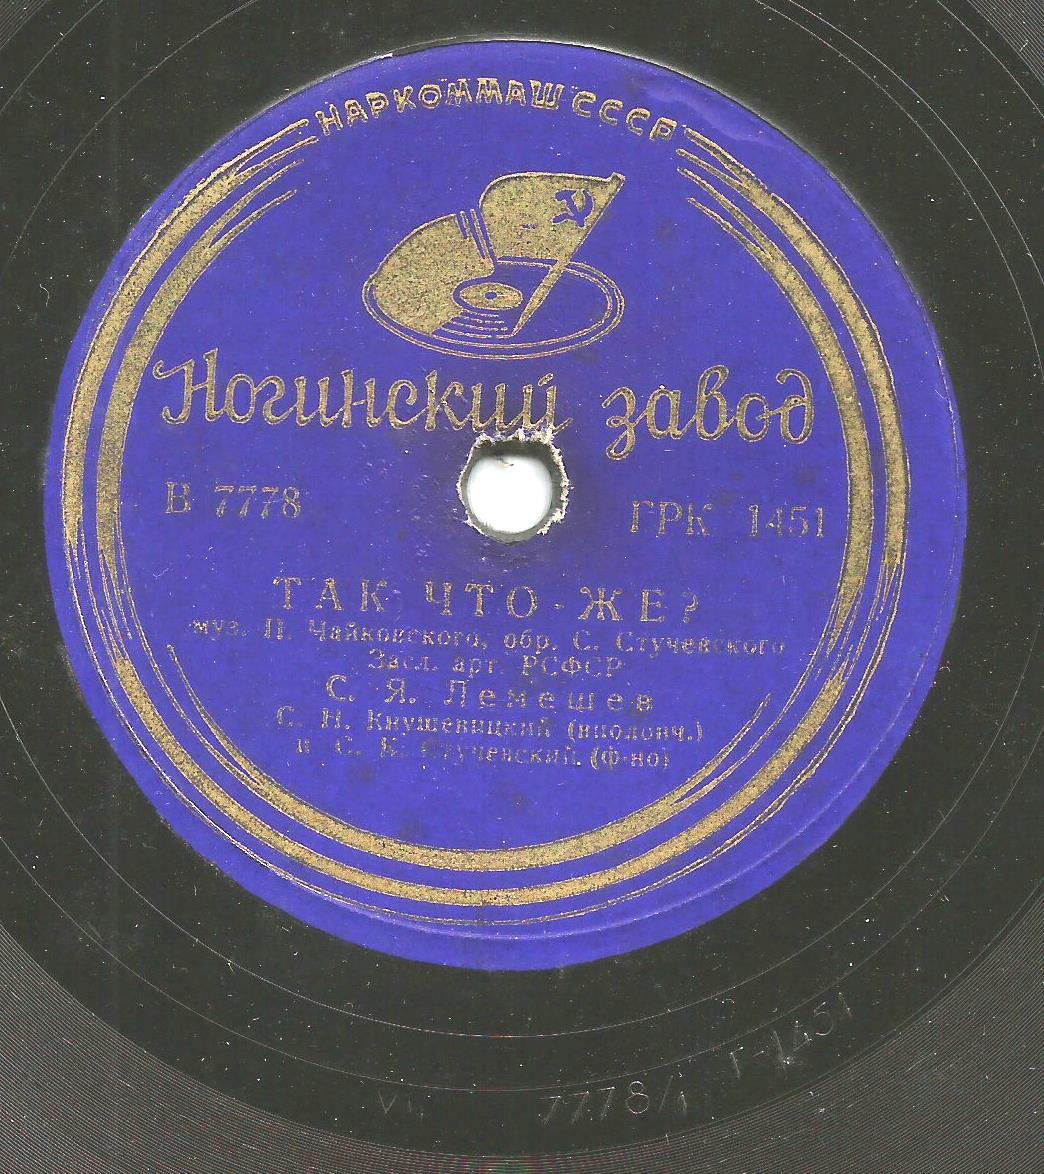 НАРКОММАШ СССР
Ногинский завод
В 7778
ГРК 1451
ТАК ЧТО-ЖЕ?
муз. П. Чайковского, обр. С. Стучевского
Засл. арт. РСФСР
С. Я. Лемешев
С. Н. Кнушевицкий (виолонч.)
и С. К. Стучевский (ф-но)
Г-1451
7778/1